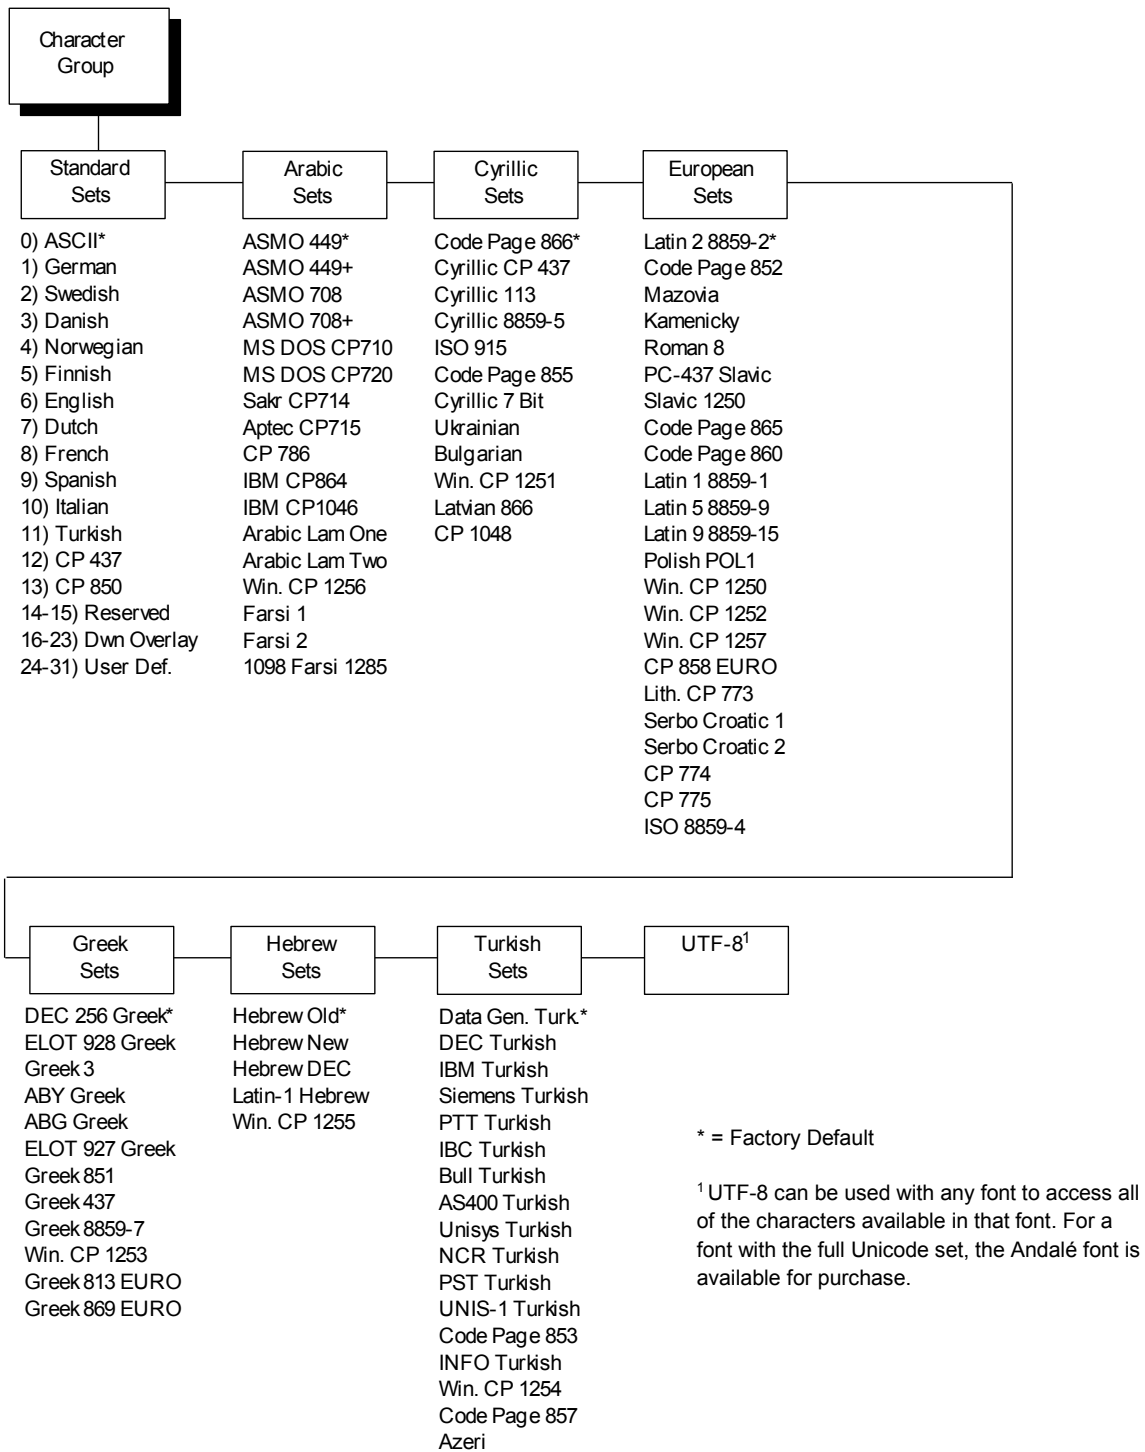 Character
Group
Standard
Sets
0) ASCII*
1) German
2) Swedish
3) Danish
4) Norwegian
5) Finnish
6) English
7) Dutch
8) French
9) Spanish
10) Italian
11) Turkish
12) CP 437
13) CP 850
14-15) Reserved
16-23) Dwn Overlay
24-31) User Def.
Arabic
Sets
ASMO 449*
ASMO 449+
ASMO 708
ASMO 708+
MS DOS CP710
MS DOS CP720
Sakr CP714
Aptec CP715
CP 786
IBM CP864
IBM CP1046
Arabic Lam One
Arabic Lam Two
Win. CP 1256
Farsi 1
Farsi 2
1098 Farsi 1285
Cyrillic
Sets
Code Page 866*
Cyrillic CP 437
Cyrillic 113
Cyrillic 8859-5
ISO 915
Code Page 855
Cyrillic 7 Bit
Ukrainian
Bulgarian
Win. CP 1251
Latvian 866
CP 1048
European
Sets
Latin 2 8859-2*
Code Page 852
Mazovia
Kamenicky
Roman 8
PC-437 Slavic
Slavic 1250
Code Page 865
Code Page 860
Latin 1 8859-1
Latin 5 8859-9
Latin 9 8859-15
Polish POL1
Win. CP 1250
Win. CP 1252
Win. CP 1257
CP 858 EURO
Lith. CP 773
Serbo Croatic 1
Serbo Croatic 2
CP 774
CP 775
ISO 8859-4
Greek
Sets
DEC 256 Greek*
ELOT 928 Greek
Greek 3
ABY Greek
ABG Greek
ELOT 927 Greek
Greek 851
Greek 437
Greek 8859-7
Win. CP 1253
Greek 813 EURO
Greek 869 EURO
Hebrew
Sets
Hebrew Old*
Hebrew New
Hebrew DEC
Latin-1 Hebrew
Win. CP 1255
Turkish
Sets
Data Gen. Turk.*
DEC Turkish
IBM Turkish
Siemens Turkish
PTT Turkish
IBC Turkish
Bull Turkish
AS400 Turkish
Unisys Turkish
NCR Turkish
PST Turkish
UNIS-1 Turkish
Code Page 853
INFO Turkish
Win. CP 1254
Code Page 857
Azeri
UTF-8¹
* = Factory Default
¹ UTF-8 can be used with any font to access all
of the characters available in that font. For a
font with the full Unicode set, the Andalé font is
available for purchase.